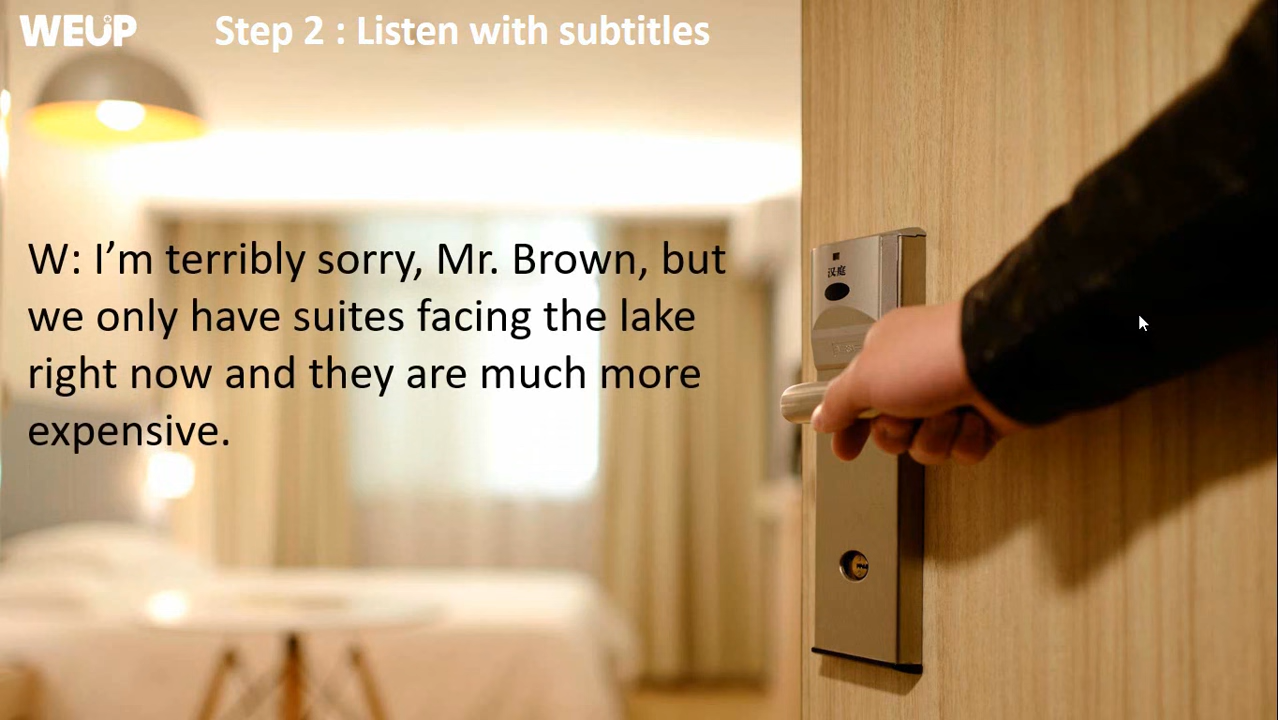 WEUP
Step 2 : Listen with subtitles
W: I’m terribly sorry, Mr. Brown, but
we only have suites facing the lake
right now and they are much more
expensive.
汉庭